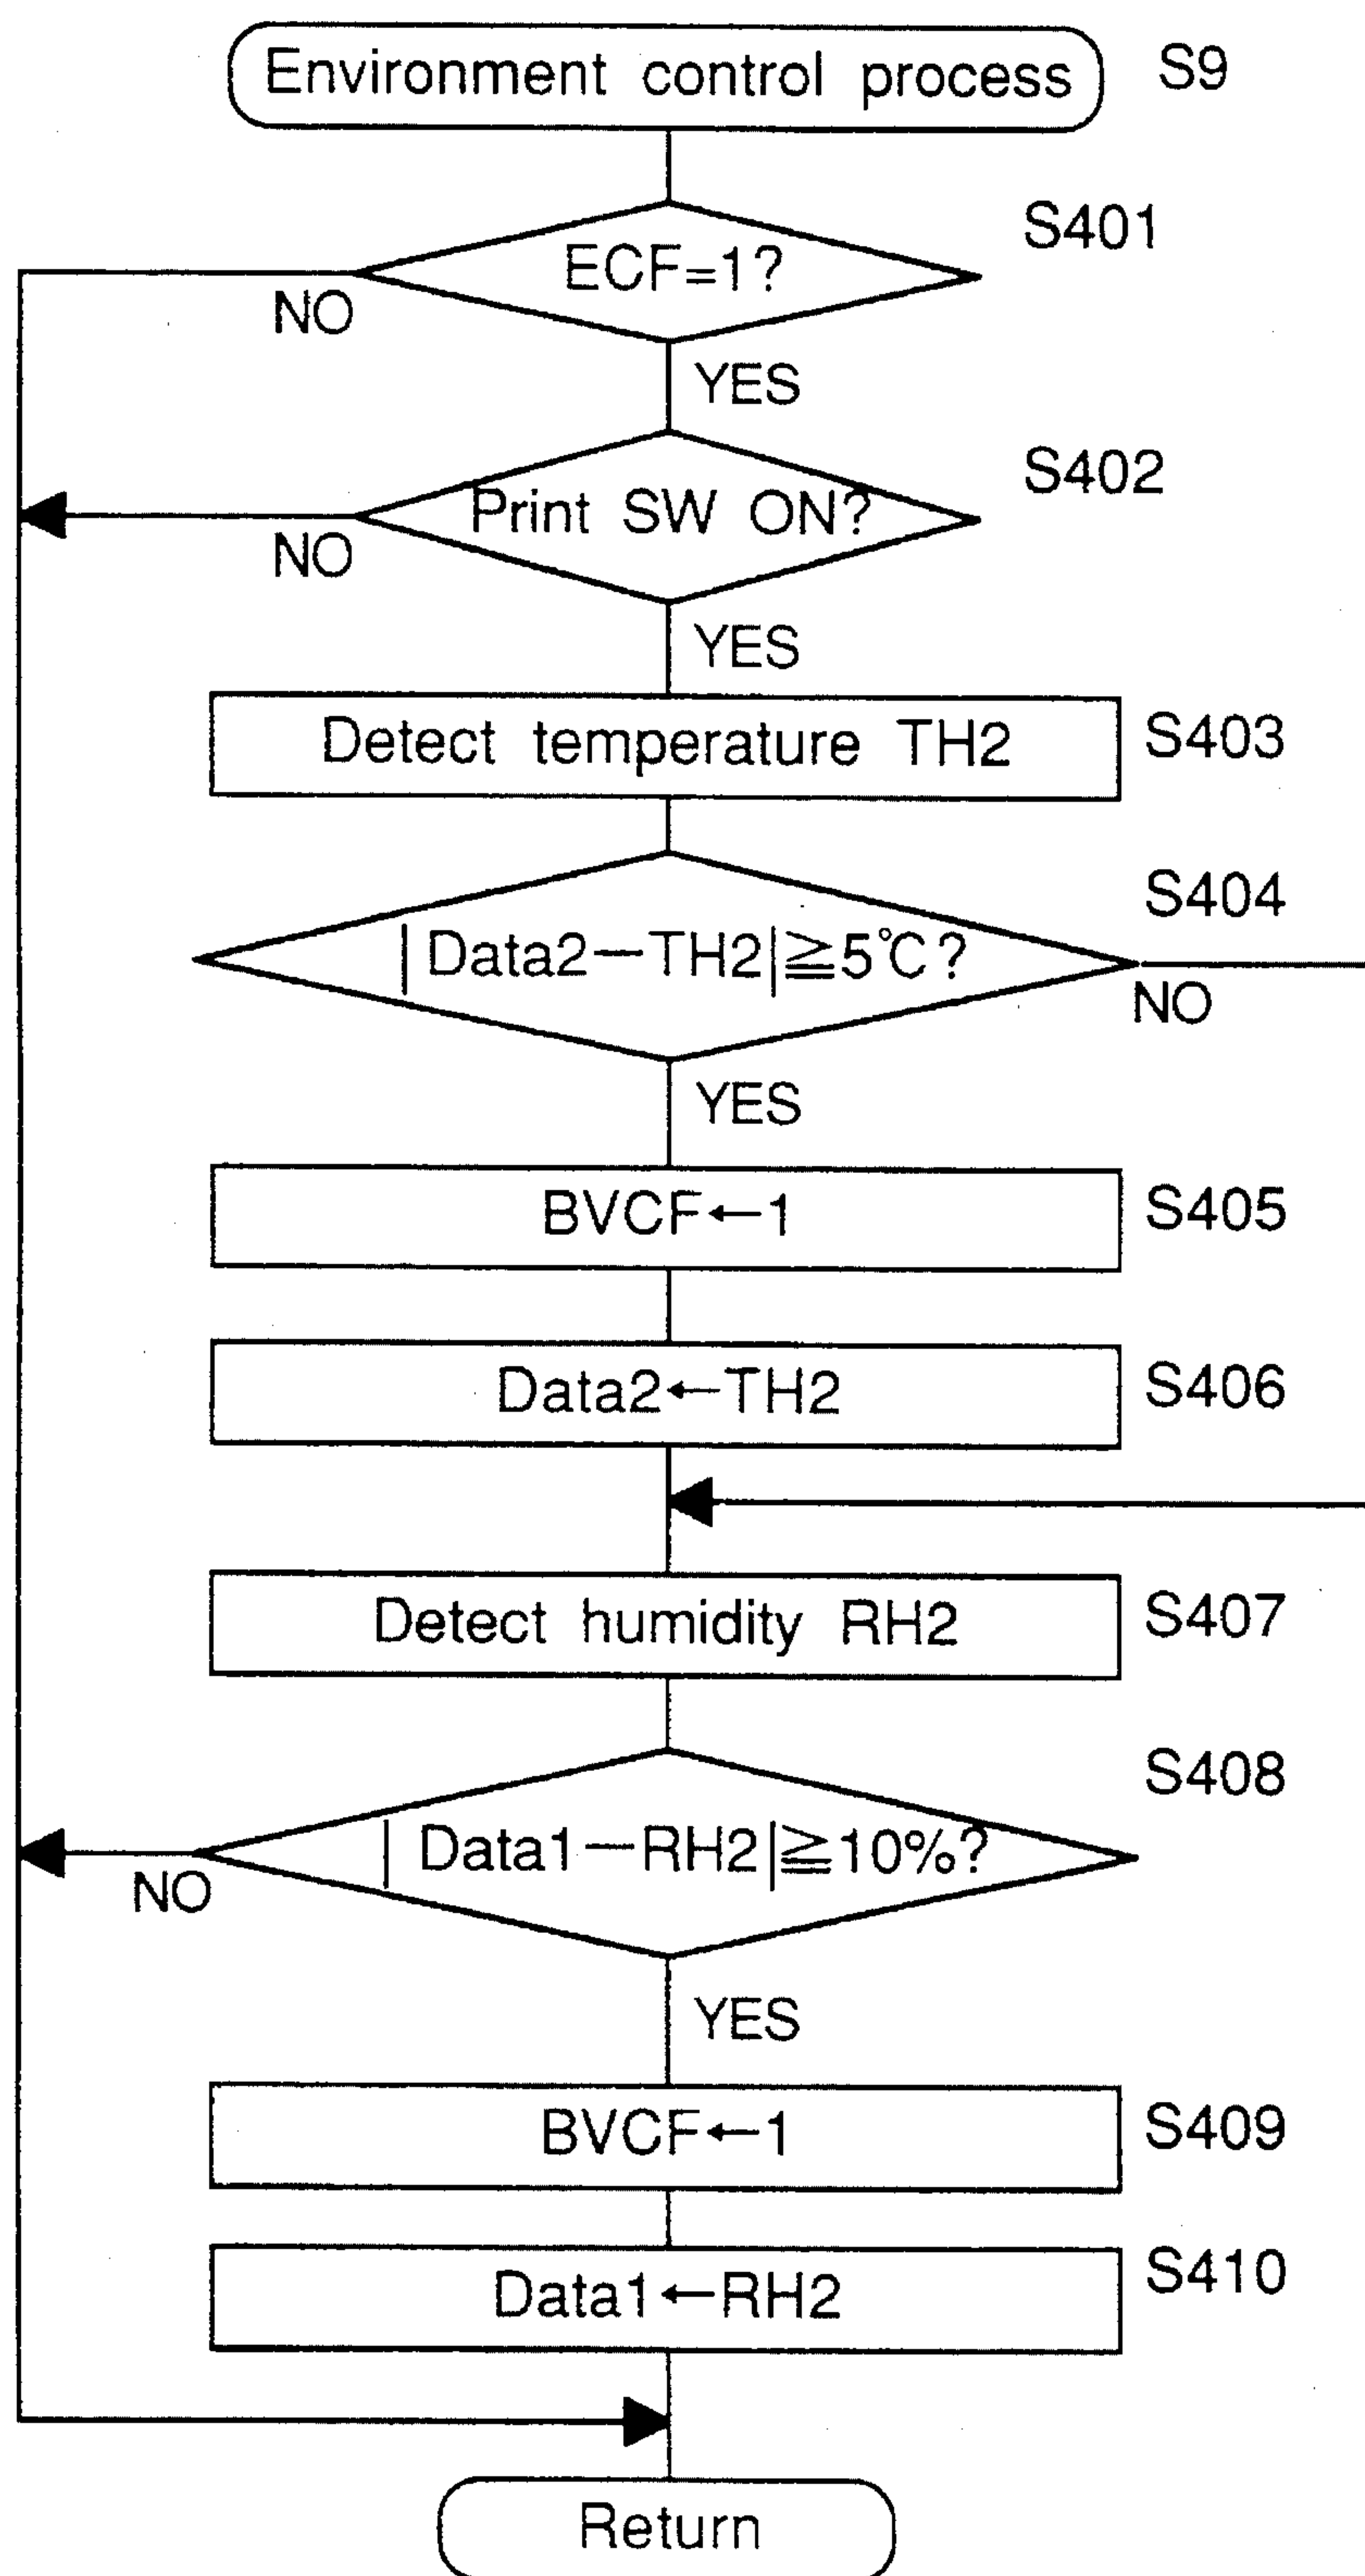 Environment control process S9
S401
ECF=1?
NO
YES
S402
Print SW ON?
NO
YES
Detect temperature TH2 S403
S404
|Data2−TH2|≧5℃?
NO
YES
BVCF←1 S405
Data2←TH2 S406
Detect humidity RH2 S407
S408
|Data1−RH2|≧10%?
NO
YES
BVCF←1 S409
Data1←RH2 S410
Return